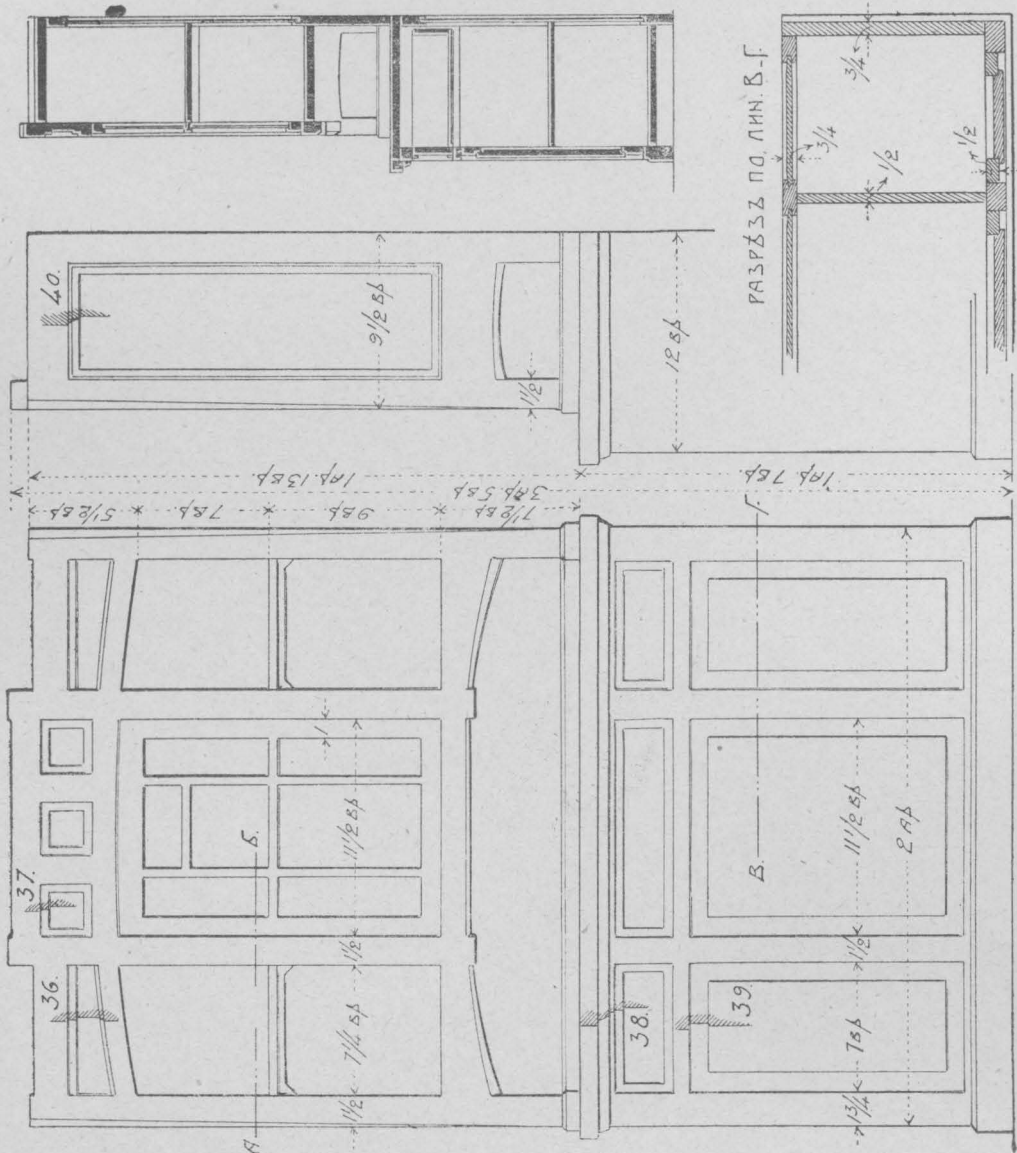 РАЗРѢЗЪ ПО ЛИН. В-Г
3/4
3/4
1/2
1/2
40.
9 1/2 вр
1 1/2
12 вр
1 ар 13 вр
1 ар 7 вр
3 ар 5 вр
5 1/2 вр
7 вр
9 вр
7 1/2 вр
37.
36.
А
Б.
1
11 1/2 вр
1 1/2
7 1/4 вр
1 1/2
38.
39.
В.
Г
11 1/2 вр
1 1/2
7 вр
1 3/4
2 ар